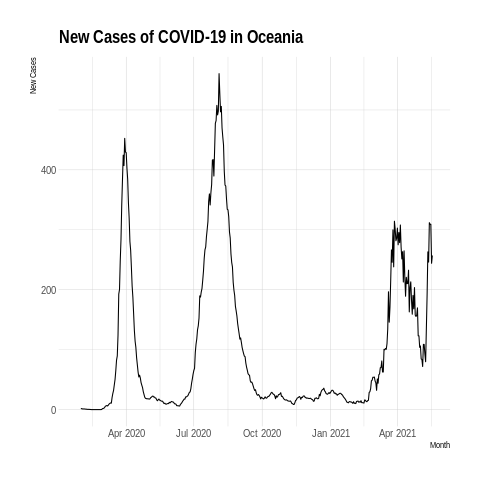 New Cases of COVID-19 in Oceania
New Cases
400
200
0
Apr 2020 Jul 2020 Oct 2020 Jan 2021 Apr 2021
Month